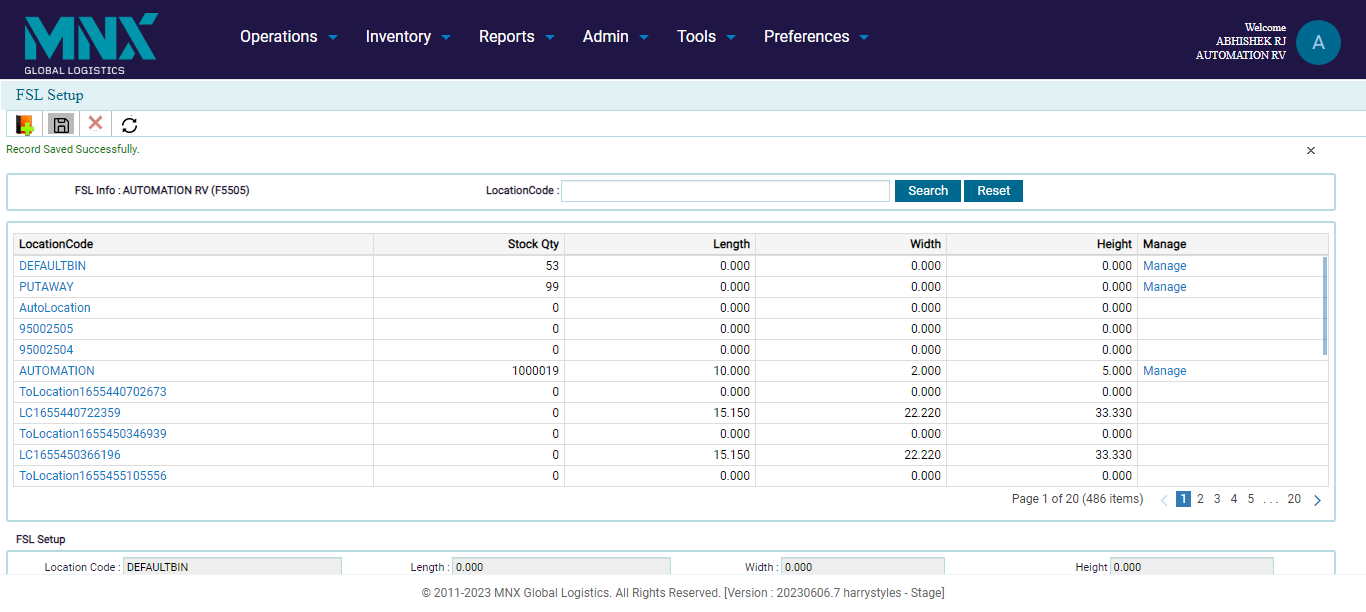 MNX
GLOBAL LOGISTICS
Operations Inventory Reports Admin Tools Preferences
Welcome
ABHISHEK RJ
AUTOMATION RV
A
FSL Setup
Record Saved Successfully.
FSL Info : AUTOMATION RV (F5505) LocationCode : Search Reset
LocationCode Stock Qty Length Width Height Manage
DEFAULTBIN 53 0.000 0.000 0.000 Manage
PUTAWAY 99 0.000 0.000 0.000 Manage
AutoLocation 0 0.000 0.000 0.000
95002505 0 0.000 0.000 0.000
95002504 0 0.000 0.000 0.000
AUTOMATION 1000019 10.000 2.000 5.000 Manage
ToLocation1655440702673 0 0.000 0.000 0.000
LC1655440722359 0 15.150 22.220 33.330
ToLocation1655450346939 0 0.000 0.000 0.000
LC1655450366196 0 15.150 22.220 33.330
ToLocation1655455105556 0 0.000 0.000 0.000
Page 1 of 20 (486 items) 1 2 3 4 5 ... 20
FSL Setup
Location Code : DEFAULTBIN Length : 0.000 Width : 0.000 Height 0.000
© 2011-2023 MNX Global Logistics. All Rights Reserved. [Version : 20230606.7 harrystyles - Stage]